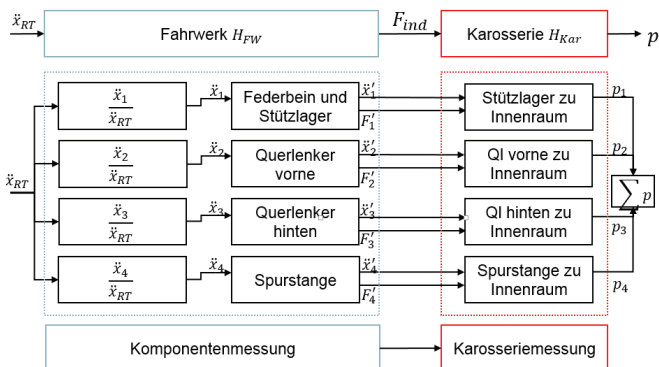 ẍ_RT Fahrwerk H_FW F_ind Karosserie H_Kar p
ẍ_1 / ẍ_RT ẍ_1 Federbein und Stützlager ẍ′_1 F′_1 Stützlager zu Innenraum p_1
ẍ_2 / ẍ_RT ẍ_2 Querlenker vorne ẍ′_2 F′_2 Ql vorne zu Innenraum p_2
ẍ_RT
∑ p
ẍ_3 / ẍ_RT ẍ_3 Querlenker hinten ẍ′_3 F′_3 Ql hinten zu Innenraum p_3
ẍ_4 / ẍ_RT ẍ_4 Spurstange ẍ′_4 F′_4 Spurstange zu Innenraum p_4
Komponentenmessung Karosseriemessung